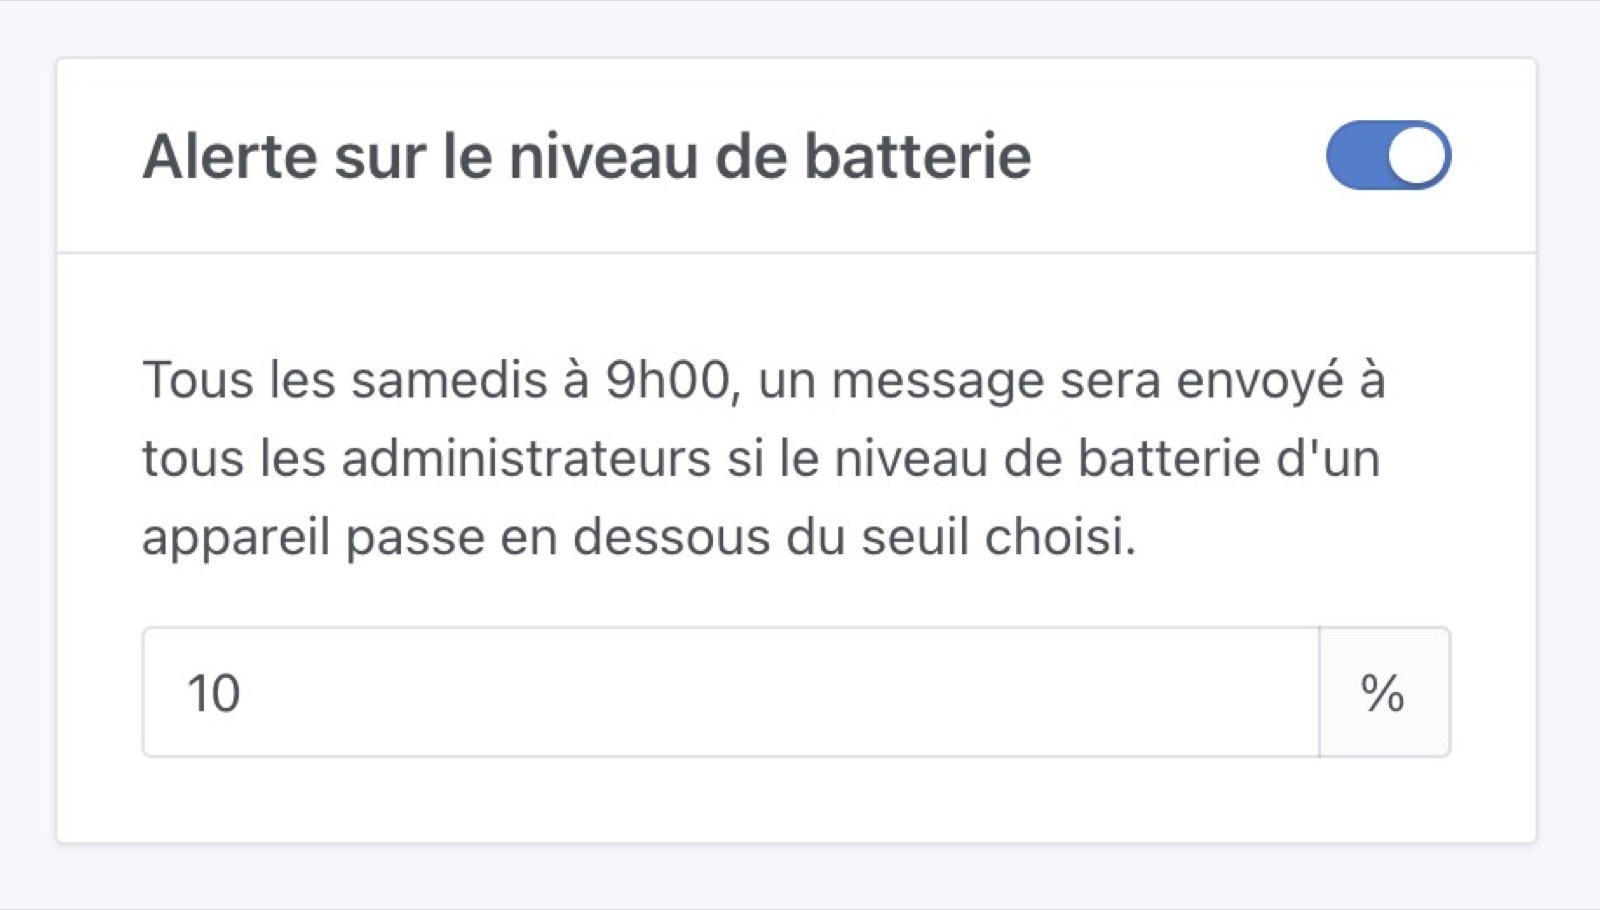 Alerte sur le niveau de batterie
Tous les samedis à 9h00, un message sera envoyé à
tous les administrateurs si le niveau de batterie d'un
appareil passe en dessous du seuil choisi.
10 %